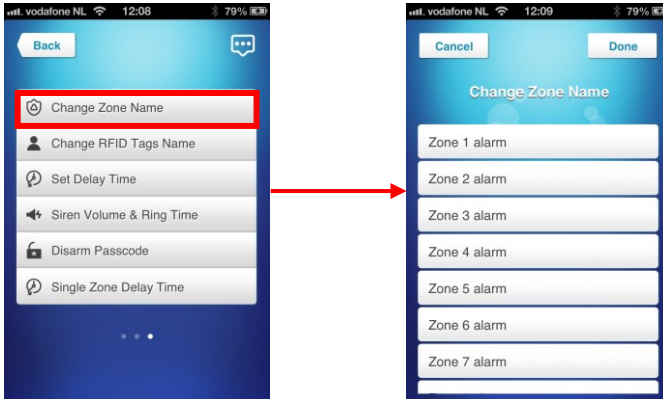 vodafone NL 12:08 79%
Back
Change Zone Name
Change RFID Tags Name
Set Delay Time
Siren Volume & Ring Time
Disarm Passcode
Single Zone Delay Time
vodafone NL 12:09 79%
Cancel Done
Change Zone Name
Zone 1 alarm
Zone 2 alarm
Zone 3 alarm
Zone 4 alarm
Zone 5 alarm
Zone 6 alarm
Zone 7 alarm